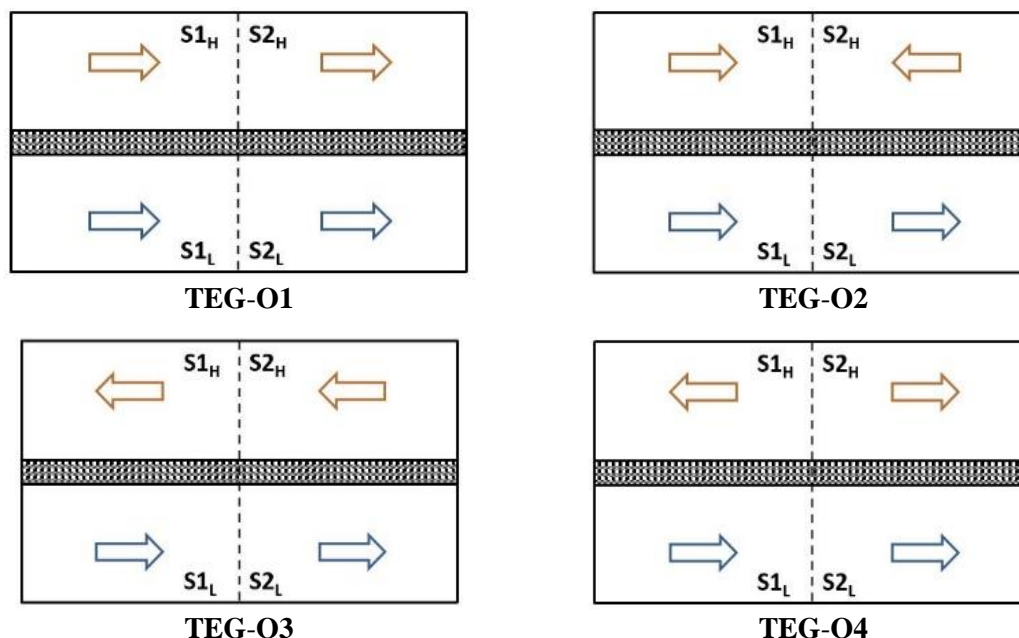 S1H S2H
S1L S2L
TEG-O1
S1H S2H
S1L S2L
TEG-O2
S1H S2H
S1L S2L
TEG-O3
S1H S2H
S1L S2L
TEG-O4